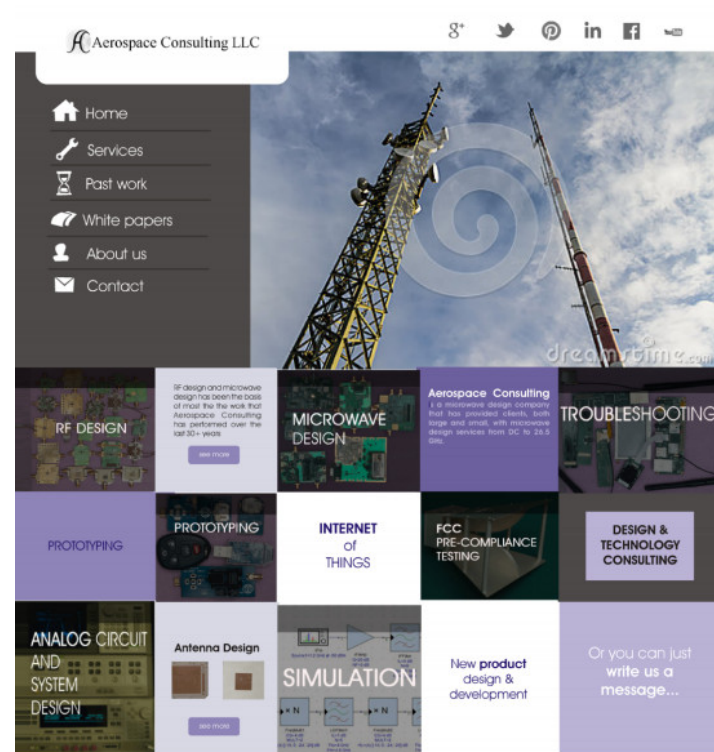 Aerospace Consulting LLC
Home
Services
Past work
White papers
About us
Contact
dreamstime.com
RF DESIGN
RF design and microwave
design has been the basis
of most the the work that
Aerospace Consulting
has performed over the
last 30+ years
see more
MICROWAVE
DESIGN
Aerospace Consulting
is a microwave design company
that has provided clients, both
large and small, with microwave
design services from DC to 26.5
GHz.
TROUBLESHOOTING
PROTOTYPING
PROTOTYPING
INTERNET
of
THINGS
FCC
PRE-COMPLIANCE
TESTING
DESIGN &
TECHNOLOGY
CONSULTING
ANALOG CIRCUIT
AND
SYSTEM
DESIGN
Antenna Design
see more
SIMULATION
New product
design &
development
Or you can just
write us a
message...